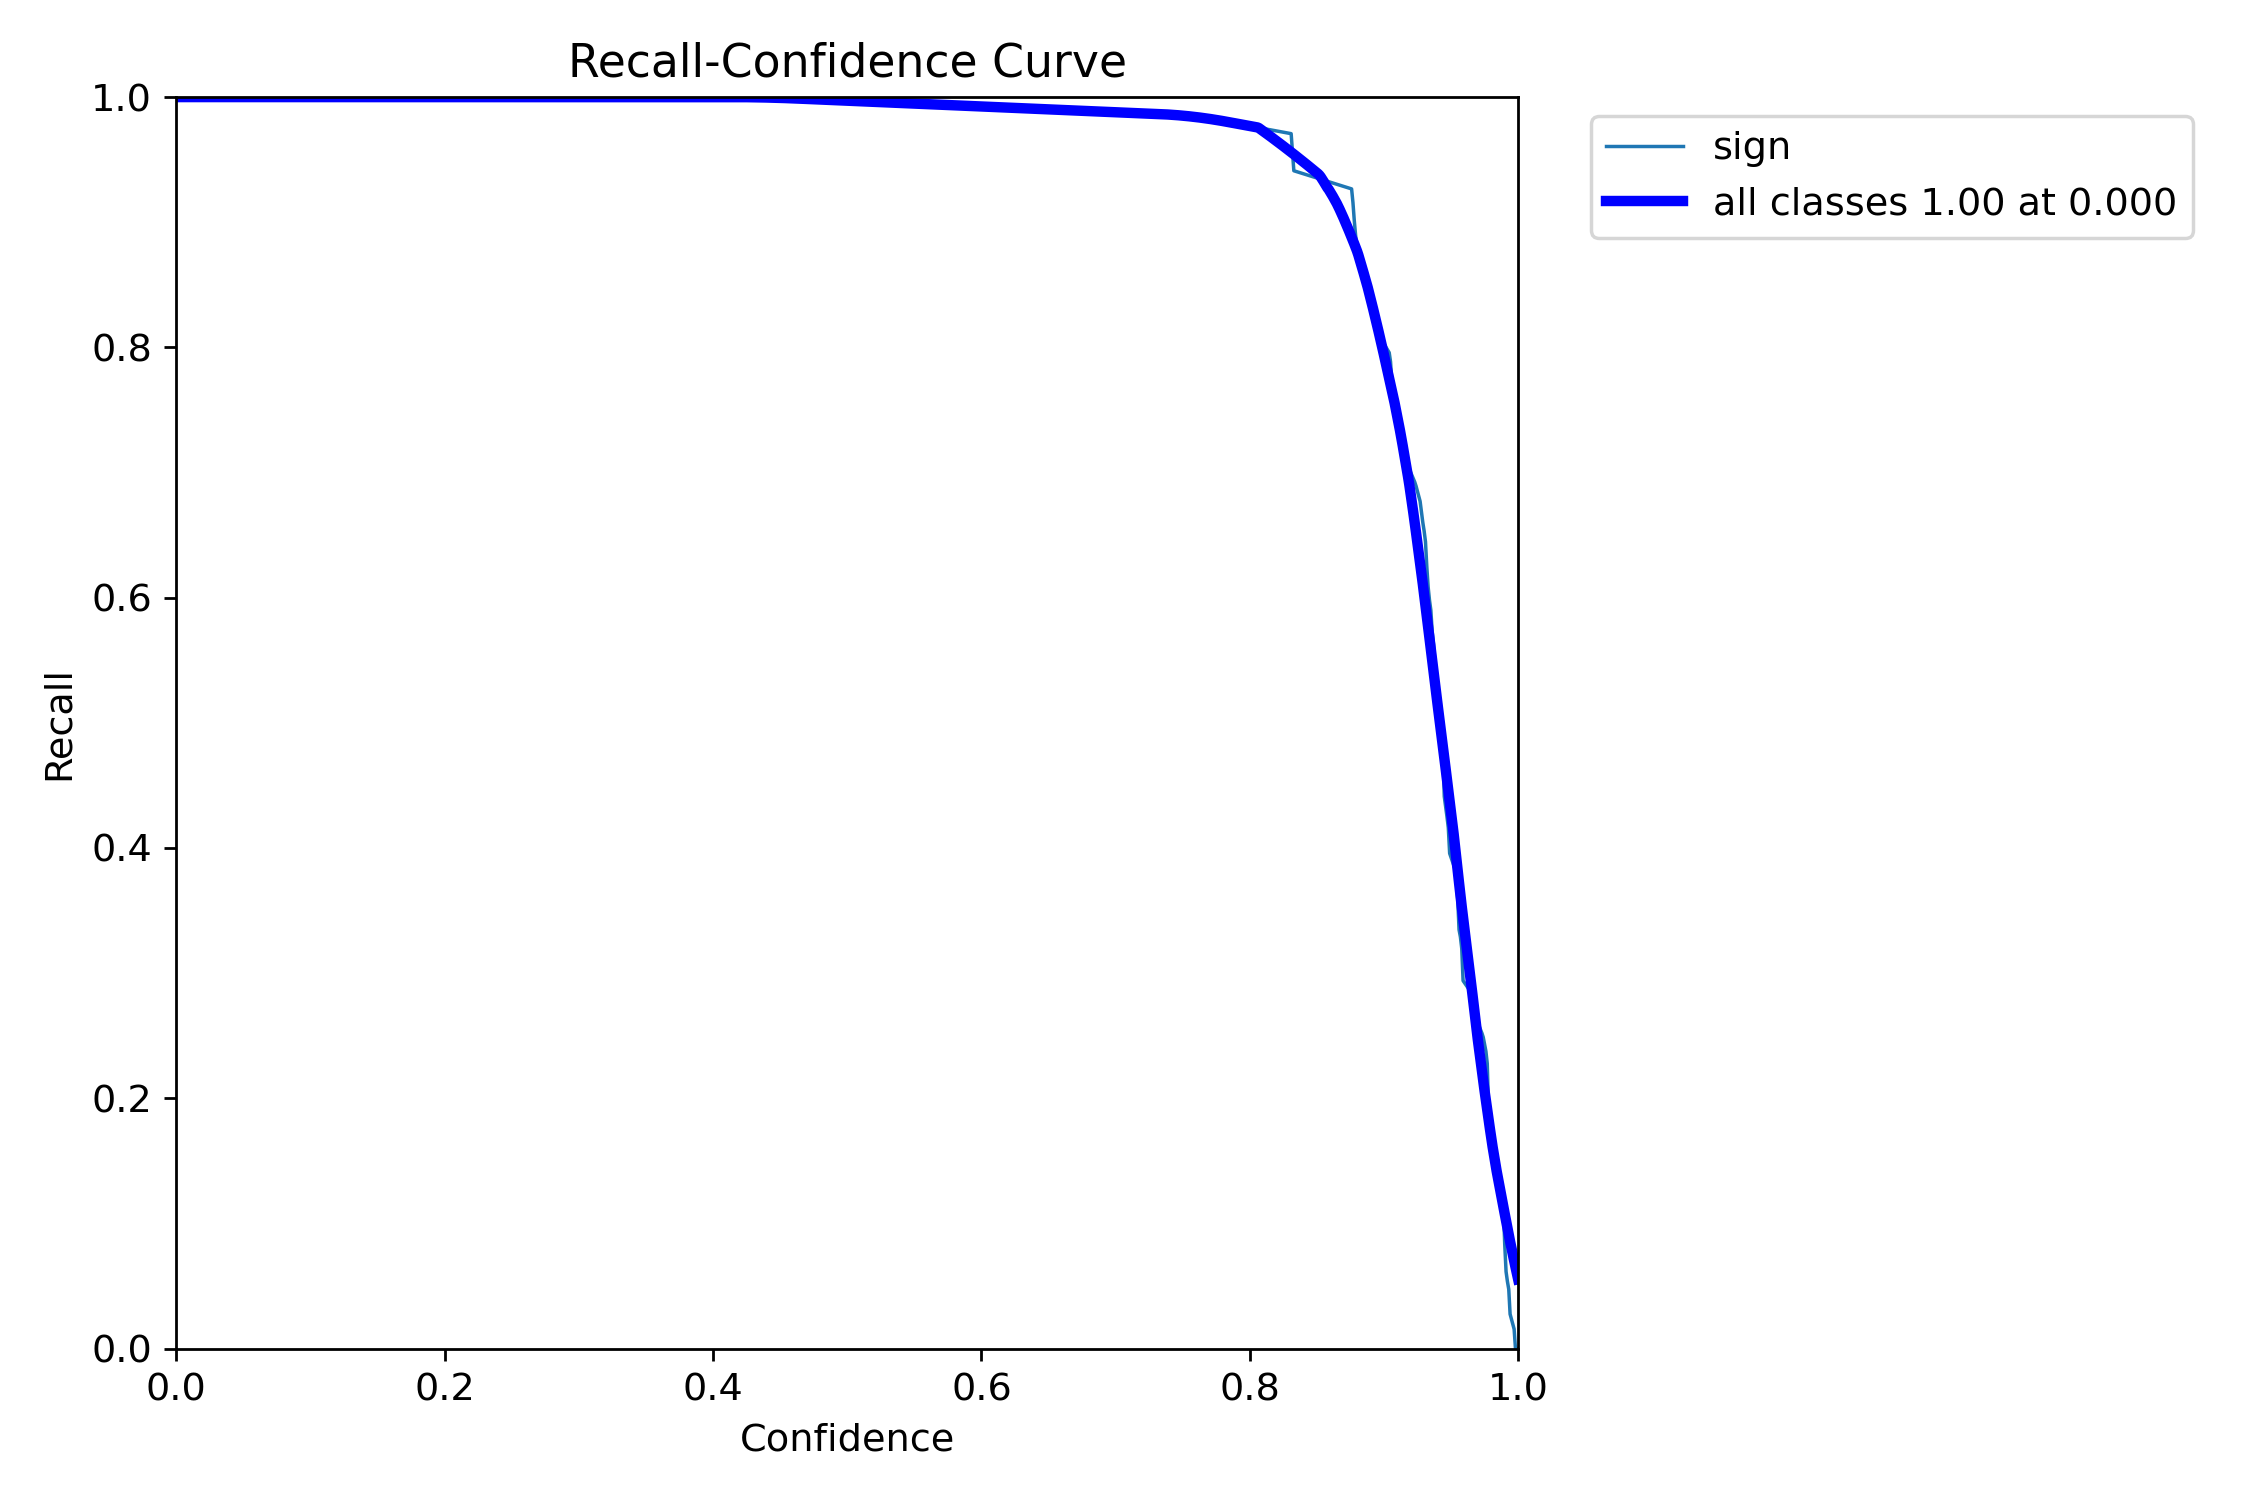 Recall-Confidence Curve
sign
all classes 1.00 at 0.000
1.0
0.8
0.6
0.4
0.2
0.0
Recall
0.0 0.2 0.4 0.6 0.8 1.0
Confidence